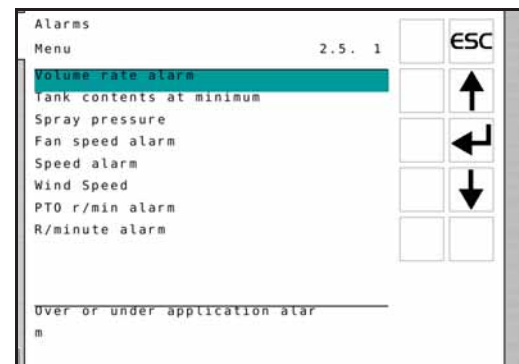 Alarms
Menu 2.5. 1
ESC
Volume rate alarm
Tank contents at minimum
Spray pressure
Fan speed alarm
Speed alarm
Wind Speed
PTO r/min alarm
R/minute alarm
Over or under application alar
m